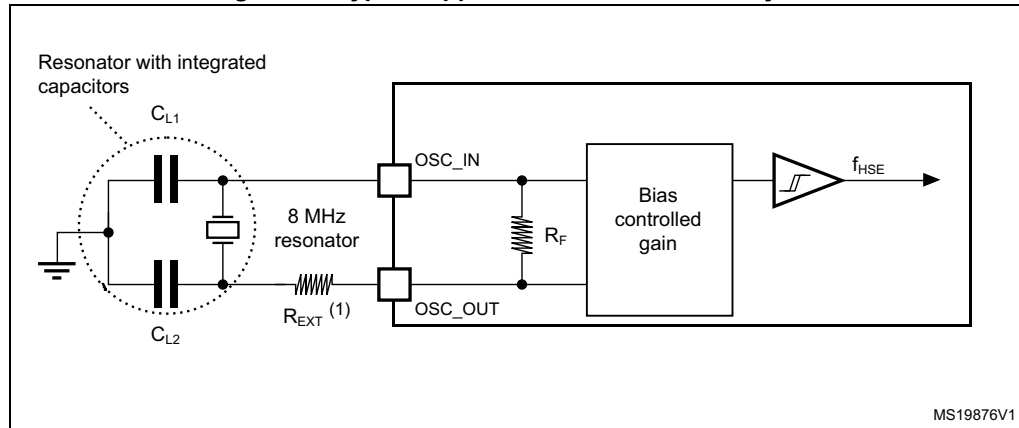 Resonator with integrated
capacitors
CL1
OSC_IN
fHSE
8 MHz
resonator
RF
Bias
controlled
gain
REXT (1)
OSC_OUT
CL2
MS19876V1